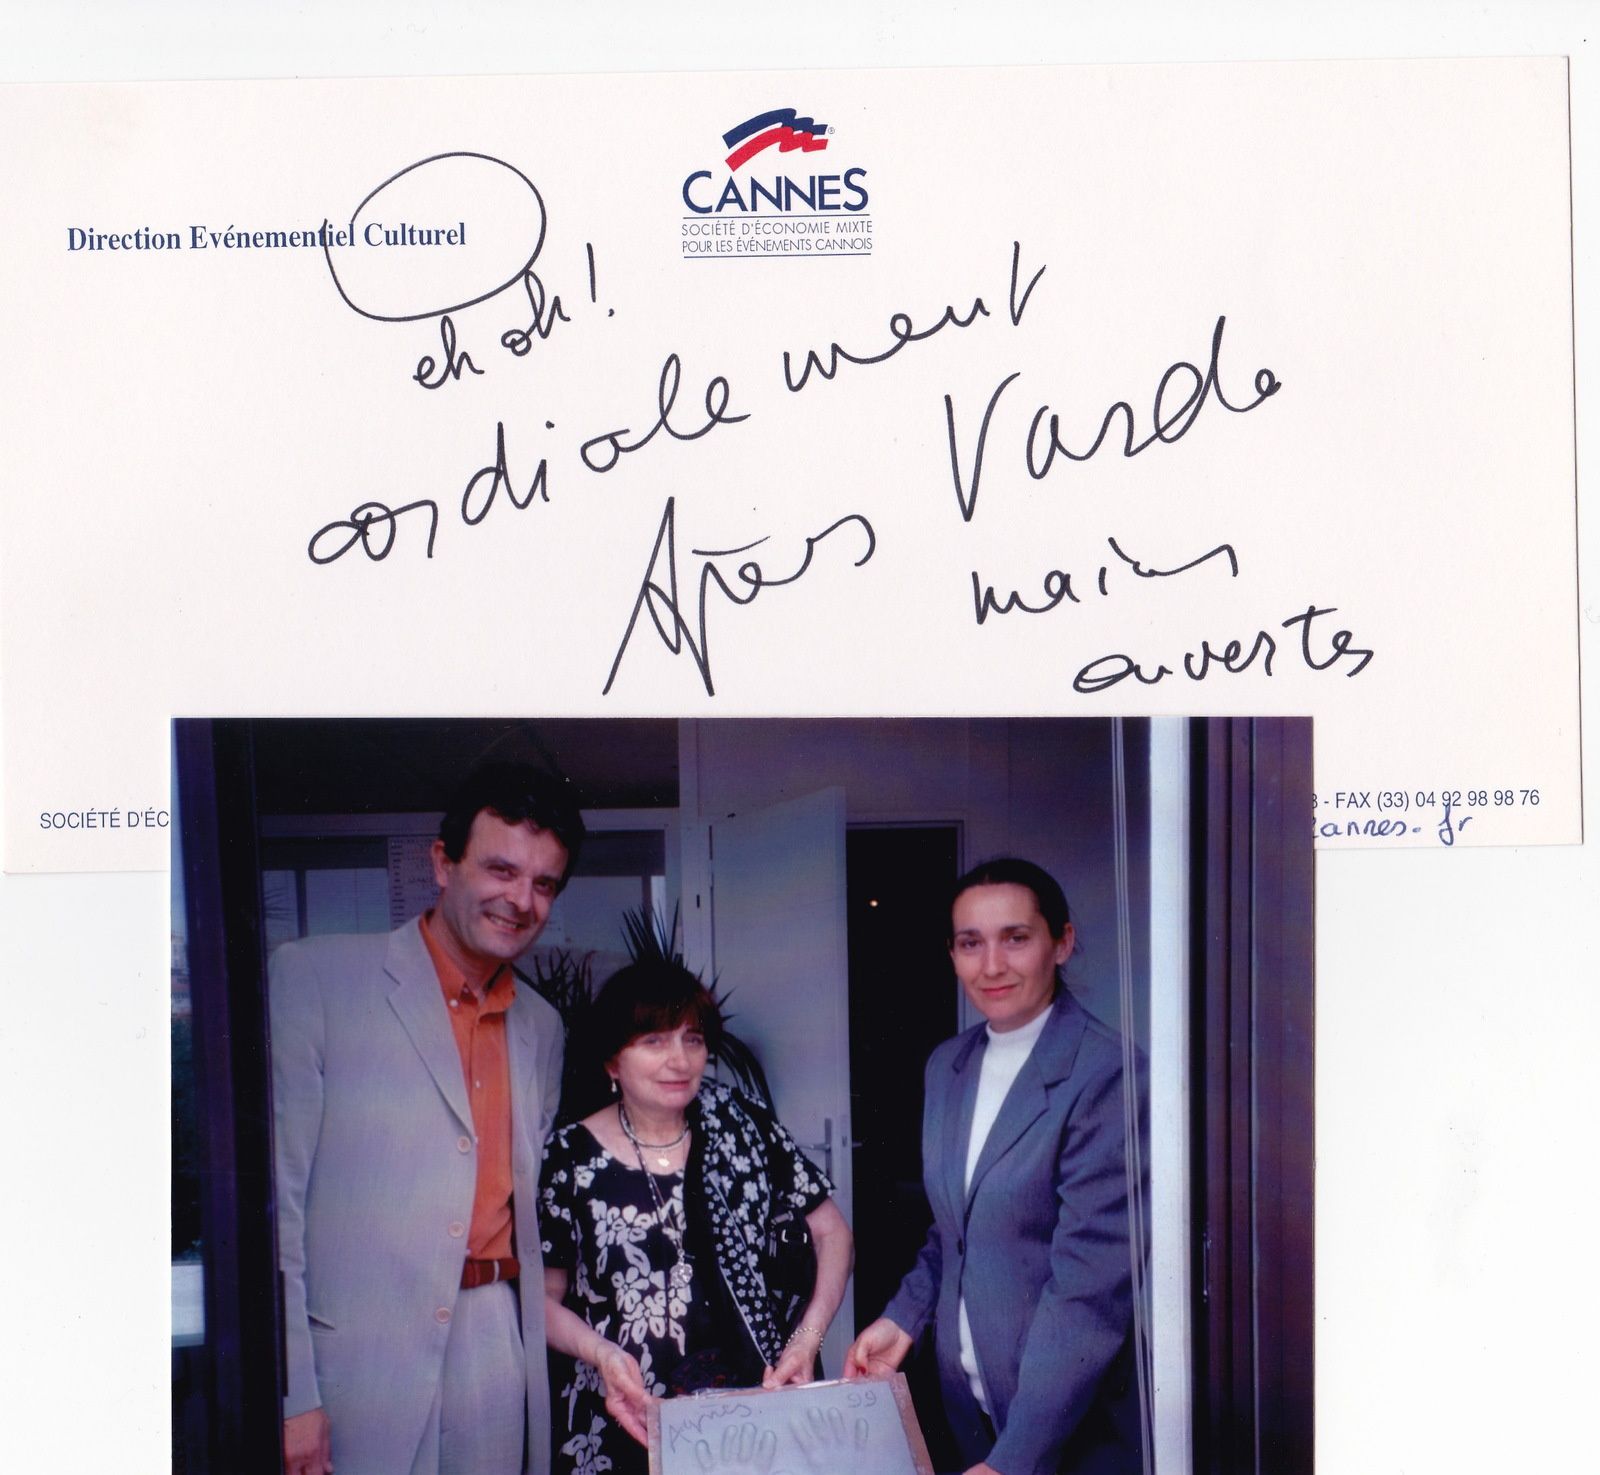 CANNES
SOCIÉTÉ D'ÉCONOMIE MIXTE
POUR LES ÉVÉNEMENTS CANNOIS
Direction Evénementiel Culturel
eh oh!
cordialement
Agnès Varda
mains
ouvertes
SOCIÉTÉ D'ÉC
- FAX (33) 04 92 98 98 76
cannes.fr
Agnès. 99